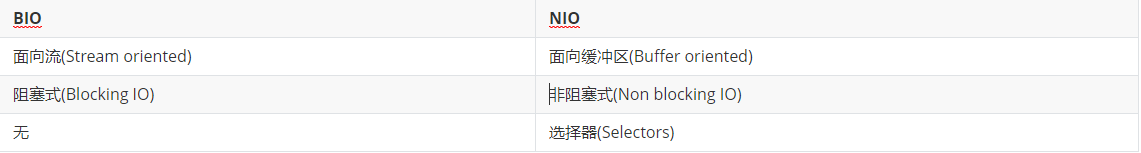 BIO NIO
面向流(Stream oriented) 面向缓冲区(Buffer oriented)
阻塞式(Blocking IO) 非阻塞式(Non blocking IO)
无 选择器(Selectors)